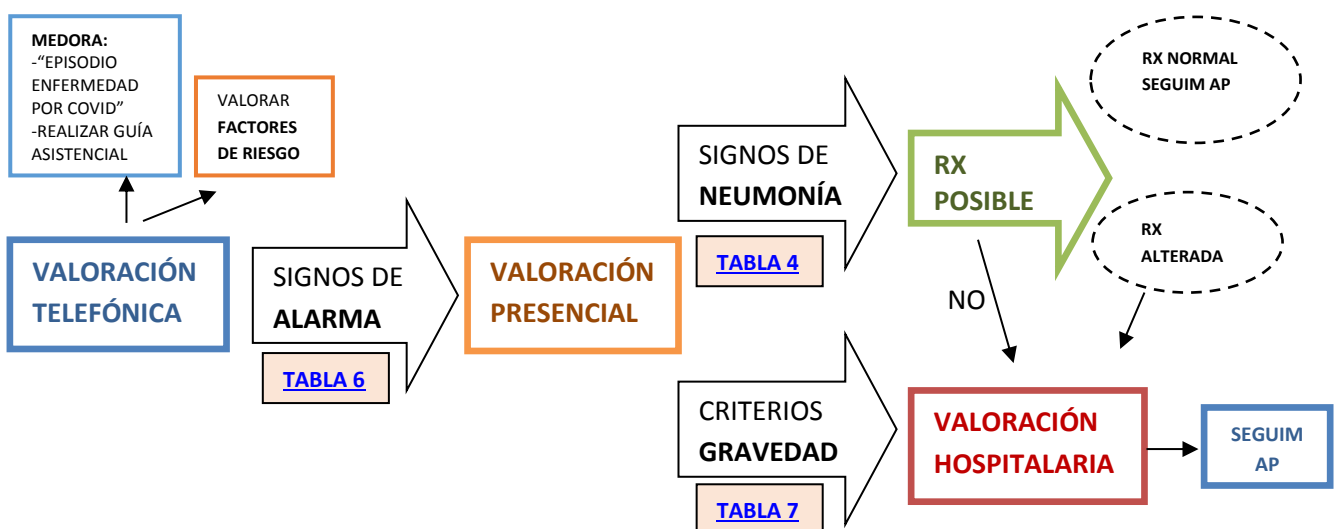 MEDORA:
-“EPISODIO
ENFERMEDAD
POR COVID”
-REALIZAR GUÍA
ASISTENCIAL
VALORAR
FACTORES
DE RIESGO
VALORACIÓN
TELEFÓNICA
SIGNOS DE
ALARMA
TABLA 6
VALORACIÓN
PRESENCIAL
SIGNOS DE
NEUMONÍA
TABLA 4
RX
POSIBLE
RX NORMAL
SEGUIM AP
RX
ALTERADA
NO
CRITERIOS
GRAVEDAD
TABLA 7
VALORACIÓN
HOSPITALARIA
SEGUIM
AP